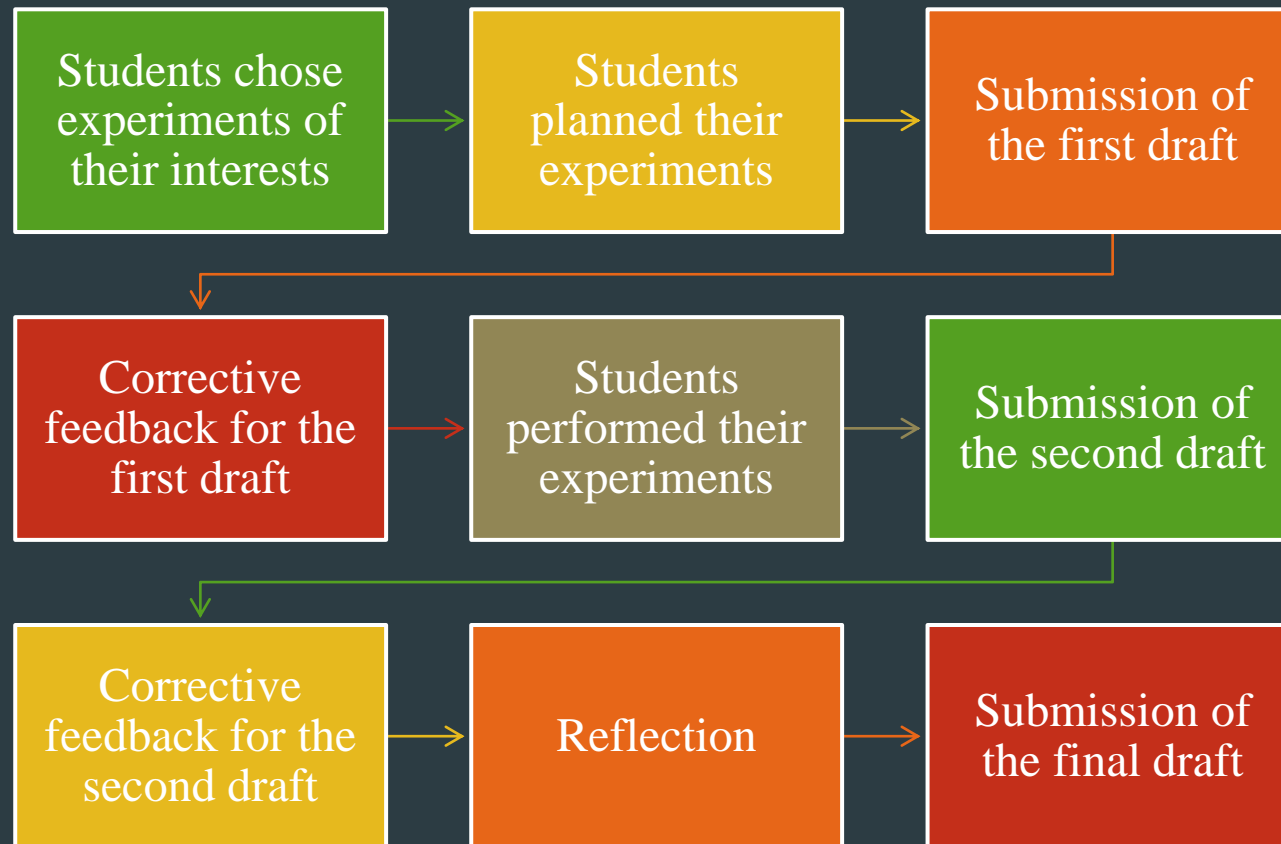 Students chose
experiments of
their interests
Students
planned their
experiments
Submission of
the first draft
Corrective
feedback for the
first draft
Students
performed their
experiments
Submission of
the second draft
Corrective
feedback for the
second draft
Reflection
Submission of
the final draft